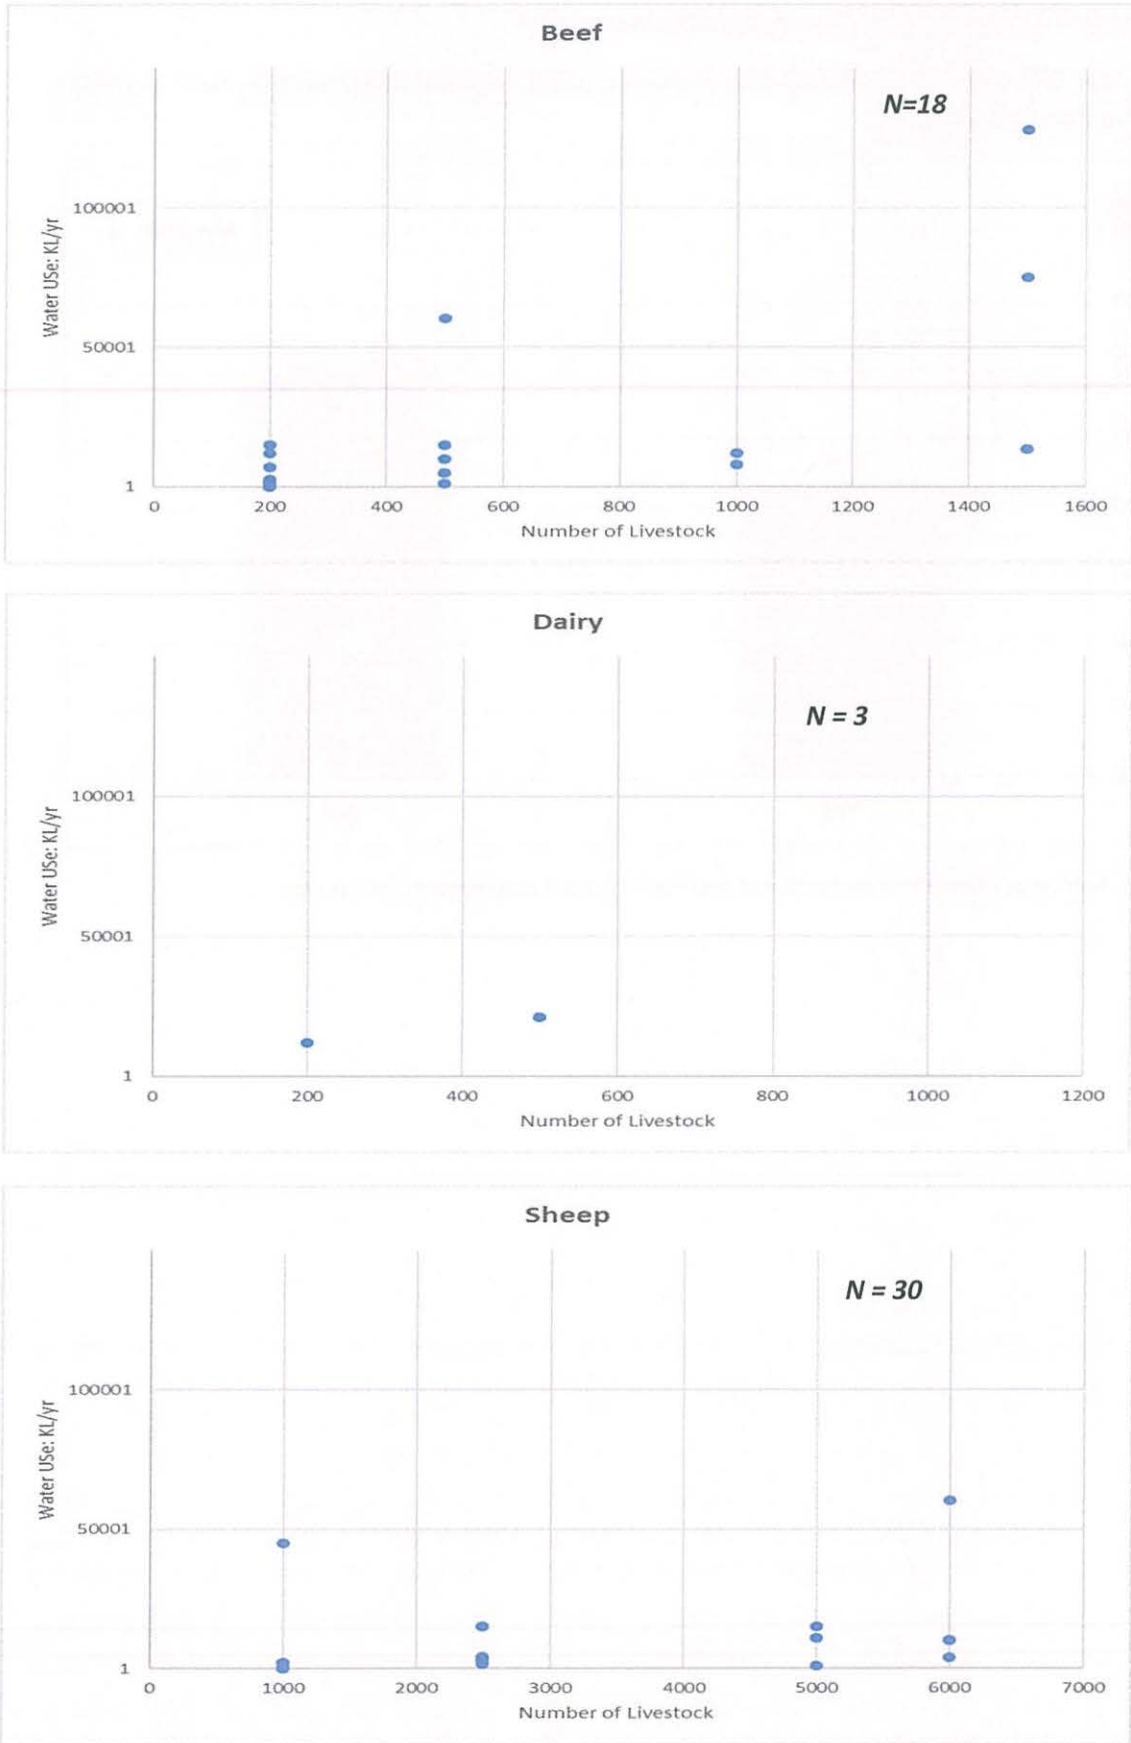 Beef
N=18
Water USe: KL/yr
100001
50001
1
0 200 400 600 800 1000 1200 1400 1600
Number of Livestock
Dairy
N = 3
Water USe: KL/yr
100001
50001
1
0 200 400 600 800 1000 1200
Number of Livestock
Sheep
N = 30
Water USe: KL/yr
100001
50001
1
0 1000 2000 3000 4000 5000 6000 7000
Number of Livestock